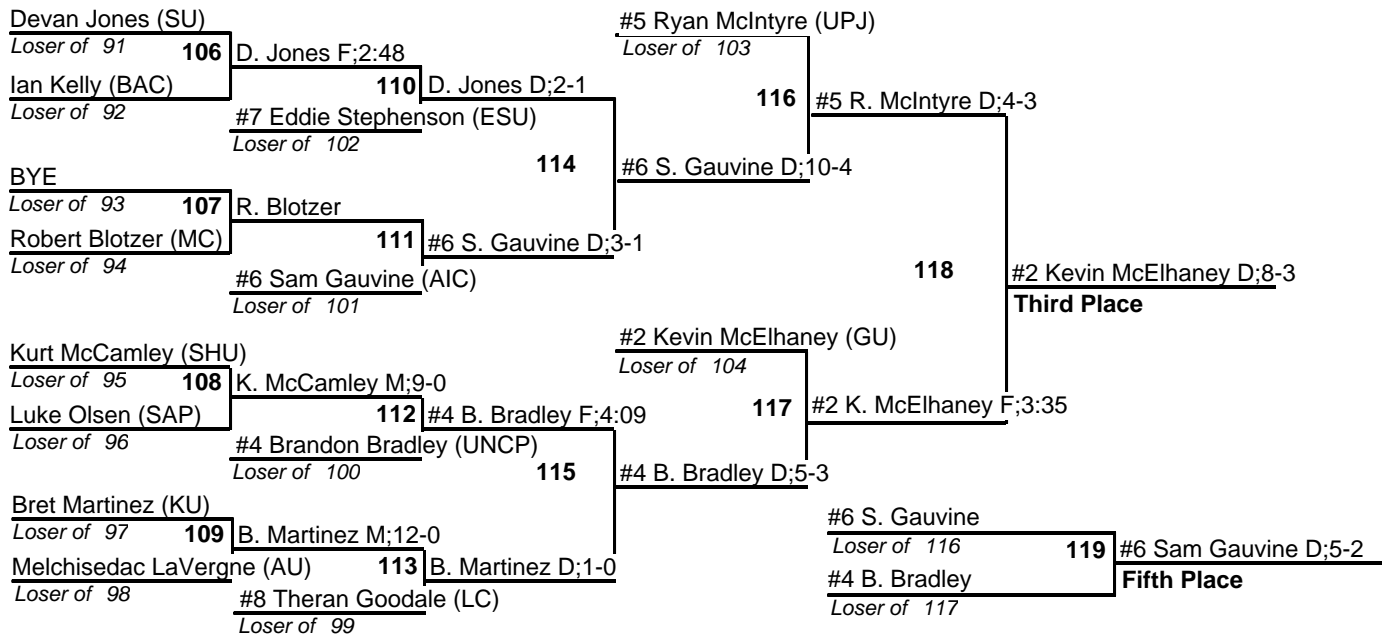 Devan Jones (SU)
Loser of 91
106
D. Jones F;2:48
Ian Kelly (BAC)
Loser of 92
110
D. Jones D;2-1
#7 Eddie Stephenson (ESU)
Loser of 102
BYE
Loser of 93
107
R. Blotzer
Robert Blotzer (MC)
Loser of 94
111
#6 S. Gauvine D;3-1
#6 Sam Gauvine (AIC)
Loser of 101
114
#6 S. Gauvine D;10-4
#5 Ryan McIntyre (UPJ)
Loser of 103
116
#5 R. McIntyre D;4-3
Kurt McCamley (SHU)
Loser of 95
108
K. McCamley M;9-0
Luke Olsen (SAP)
Loser of 96
112
#4 B. Bradley F;4:09
#4 Brandon Bradley (UNCP)
Loser of 100
Bret Martinez (KU)
Loser of 97
109
B. Martinez M;12-0
Melchisedac LaVergne (AU)
Loser of 98
113
B. Martinez D;1-0
#8 Theran Goodale (LC)
Loser of 99
115
#4 B. Bradley D;5-3
#2 Kevin McElhaney (GU)
Loser of 104
117
#2 K. McElhaney F;3:35
118
#2 Kevin McElhaney D;8-3
Third Place
#6 S. Gauvine
Loser of 116
119
#6 Sam Gauvine D;5-2
#4 B. Bradley
Loser of 117
Fifth Place